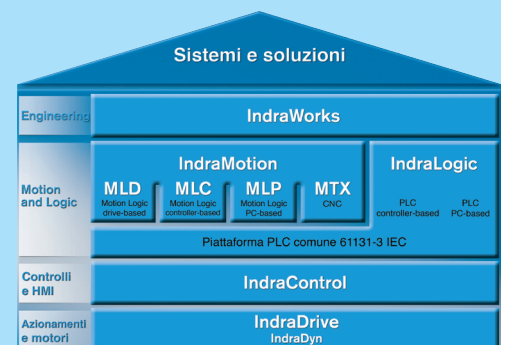 Sistemi e soluzioni
Engineering
IndraWorks
Motion
and Logic
IndraMotion
MLD
Motion Logic
drive-based
MLC
Motion Logic
controller-based
MLP
Motion Logic
PC-based
MTX
CNC
IndraLogic
PLC
controller-based
PLC
PC-based
Piattaforma PLC comune 61131-3 IEC
Controlli
e HMI
IndraControl
Azionamenti
e motori
IndraDrive
IndraDyn